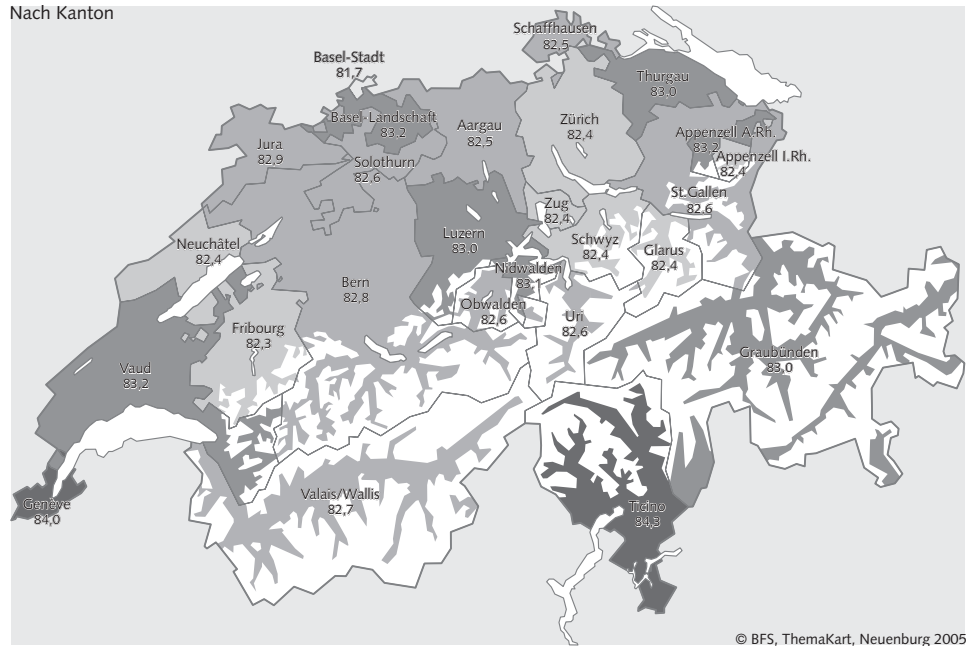 Nach Kanton
Schaffhausen
82,5
Basel-Stadt
81,7
Thurgau
83,0
Basel-Landschaft
83,2
Aargau
82,5
Zürich
82,4
Appenzell A.Rh.
83,2
Appenzell I.Rh.
82,4
Jura
82,9
Solothurn
82,6
St.Gallen
82,6
Zug
82,4
Luzern
83,0
Schwyz
82,4
Glarus
82,4
Neuchâtel
82,4
Nidwalden
83,1
Bern
82,8
Obwalden
82,6
Uri
82,6
Fribourg
82,3
Graubünden
83,0
Vaud
83,2
Valais/Wallis
82,7
Genève
84,0
Ticino
84,3
© BFS, ThemaKart, Neuenburg 2005